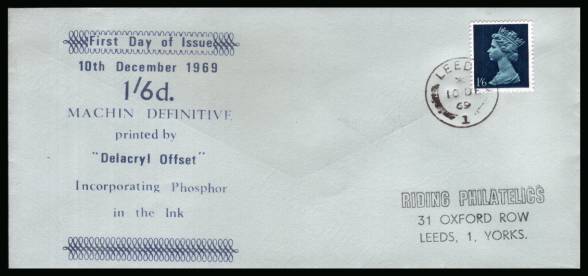 First Day of Issue
10th December 1969
1'/6d.
MACHIN DEFINITIVE
printed by
"Delacryl Offset"
Incorporating Phosphor
in the Ink
1/6
LEEDS
10 DE
69
1
RIDING PHILATELICS
31 OXFORD ROW
LEEDS, 1, YORKS.